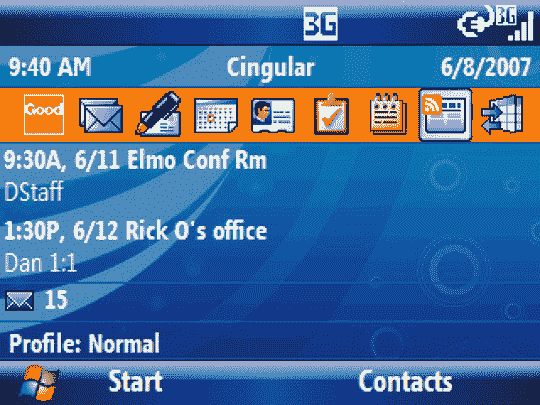 3G 3G
9:40 AM Cingular 6/8/2007
Good
9:30A, 6/11 Elmo Conf Rm
DStaff
1:30P, 6/12 Rick O's office
Dan 1:1
15
Profile: Normal
Start Contacts